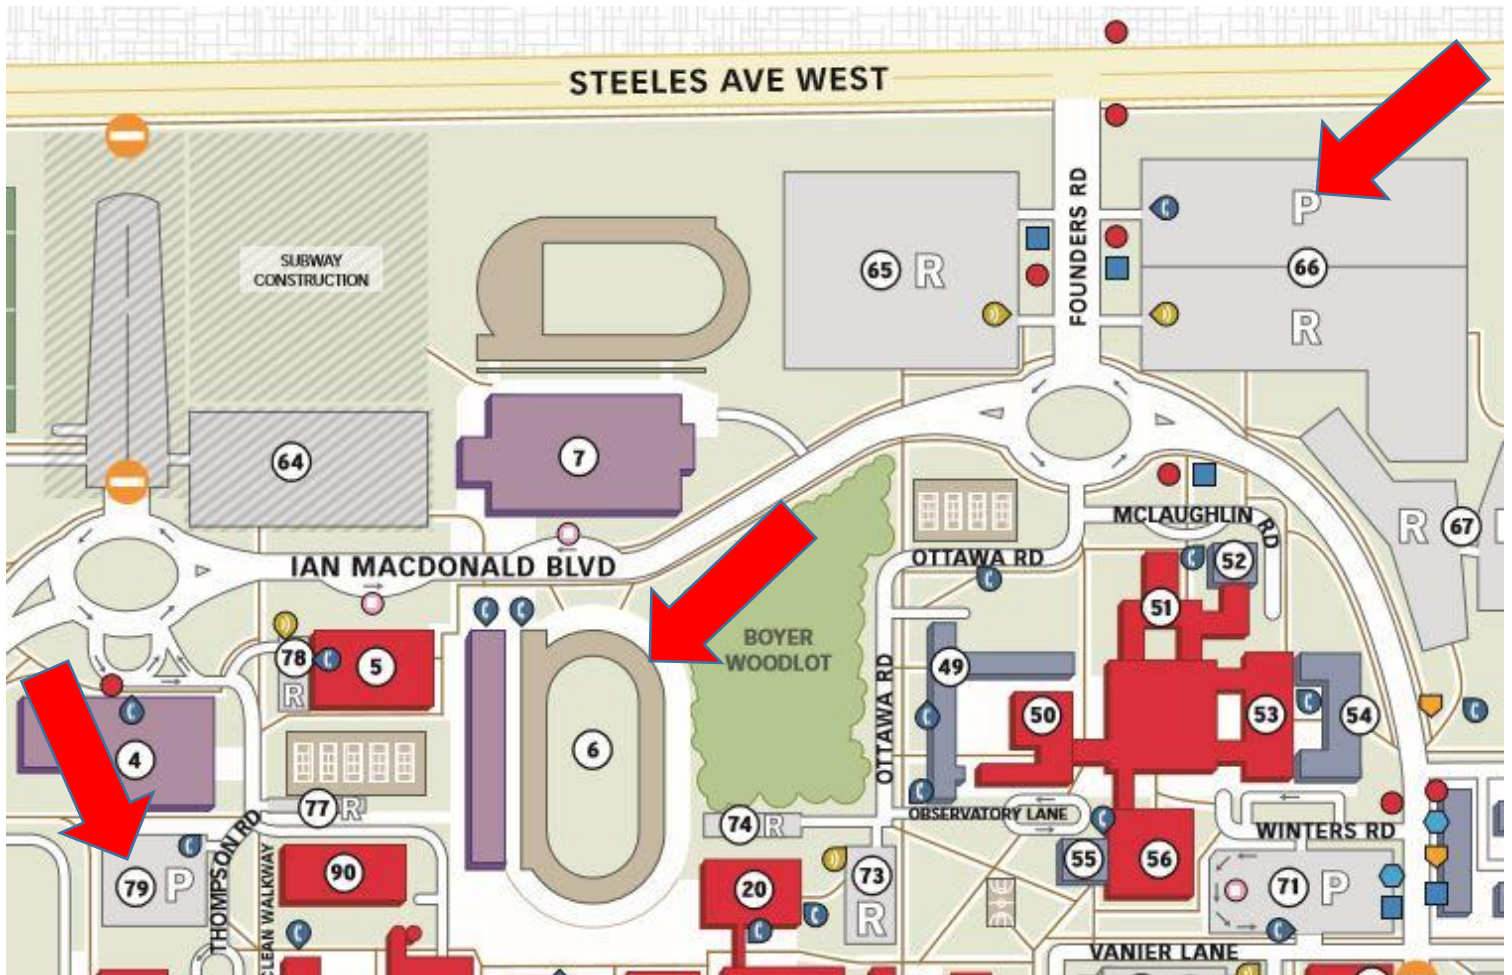 STEELES AVE WEST
FOUNDERS RD
P
SUBWAY
CONSTRUCTION
65 R
66
R
64
7
R 67
MCLAUGHLIN RD
IAN MACDONALD BLVD
OTTAWA RD
52
51
BOYER
WOODLOT
78
R
5
49
OTTAWA RD
50
53
54
4
6
77 R
74 R
OBSERVATORY LANE
WINTERS RD
THOMPSON RD
79 P
90
20
73
R
55
56
71 P
CLEAN WALKWAY
VANIER LANE